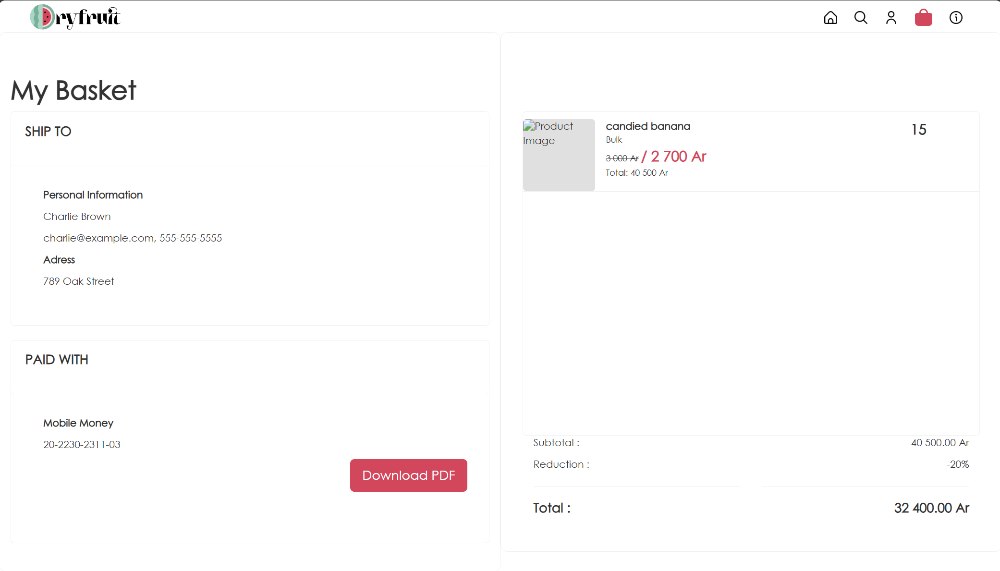 Dryfruit
My Basket
SHIP TO
Personal Information
Charlie Brown
charlie@example.com, 555-555-5555
Adress
789 Oak Street
PAID WITH
Mobile Money
20-2230-2311-03
Download PDF
Product
Image
candied banana
15
Bulk
3 000 Ar / 2 700 Ar
Total: 40 500 Ar
Subtotal : 40 500.00 Ar
Reduction : -20%
Total : 32 400.00 Ar